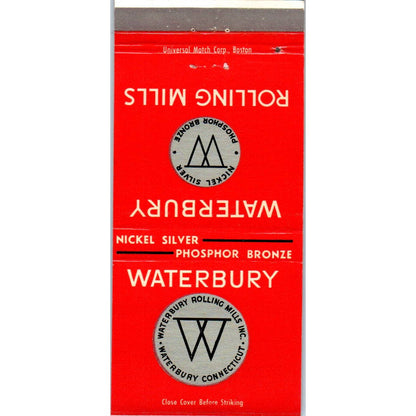 Universal Match Corp., Boston
ROLLING MILLS
PHOSPHOR BRONZE
W
• NICKEL SILVER •
WATERBURY
NICKEL SILVER
PHOSPHOR BRONZE
WATERBURY
• WATERBURY ROLLING MILLS INC. •
W
WATERBURY CONNECTICUT
Close Cover Before Striking